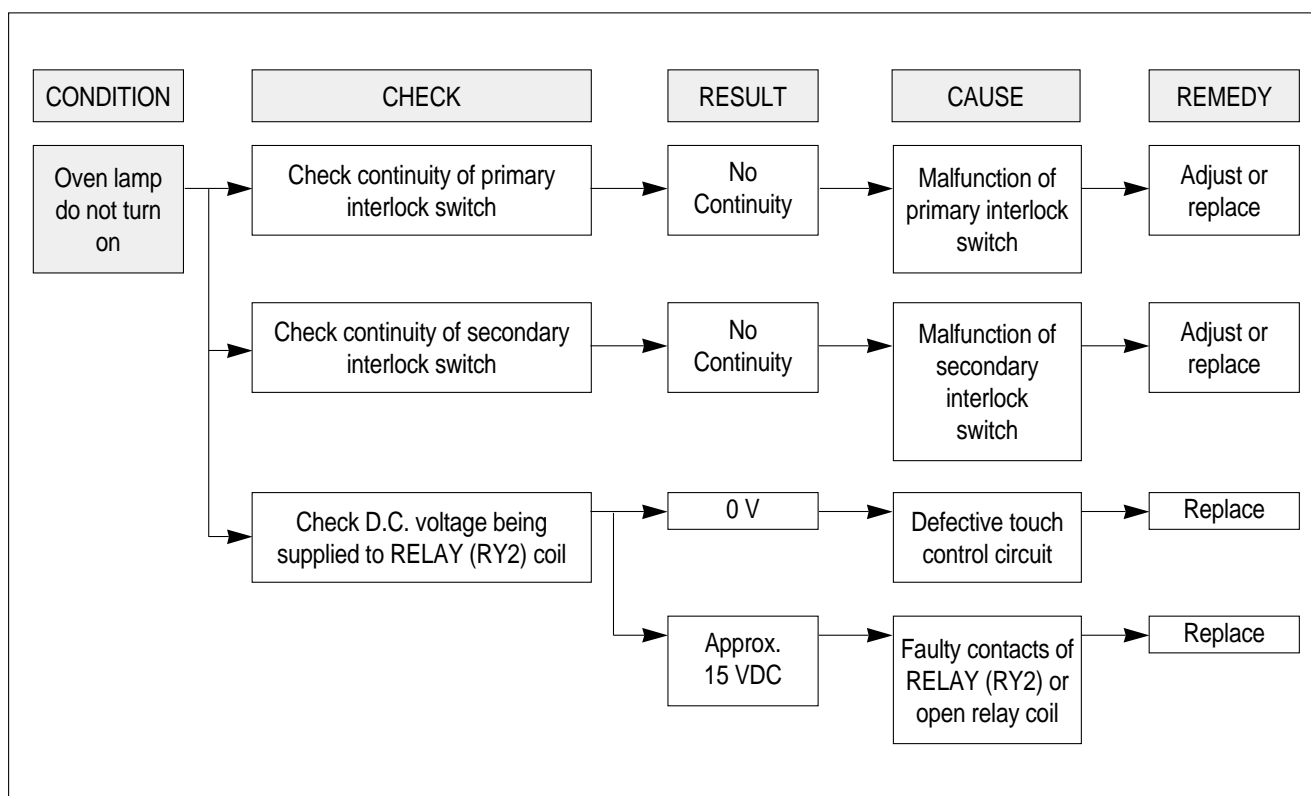 CONDITION
CHECK
RESULT
CAUSE
REMEDY
Oven lamp
do not turn
on
Check continuity of primary
interlock switch
No
Continuity
Malfunction of
primary interlock
switch
Adjust or
replace
Check continuity of secondary
interlock switch
No
Continuity
Malfunction of
secondary
interlock
switch
Adjust or
replace
Check D.C. voltage being
supplied to RELAY (RY2) coil
0 V
Defective touch
control circuit
Replace
Approx.
15 VDC
Faulty contacts of
RELAY (RY2) or
open relay coil
Replace